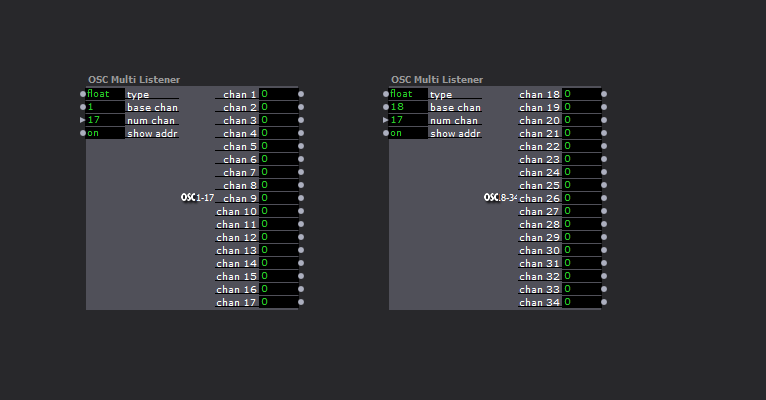 OSC Multi Listener
float type chan 1 0
1 base chan chan 2 0
17 num chan chan 3 0
on show addr chan 4 0
chan 5 0
chan 6 0
chan 7 0
chan 8 0
OSC 1-17 chan 9 0
chan 10 0
chan 11 0
chan 12 0
chan 13 0
chan 14 0
chan 15 0
chan 16 0
chan 17 0
OSC Multi Listener
float type chan 18 0
18 base chan chan 19 0
17 num chan chan 20 0
on show addr chan 21 0
chan 22 0
chan 23 0
chan 24 0
chan 25 0
OSC 8-34 chan 26 0
chan 27 0
chan 28 0
chan 29 0
chan 30 0
chan 31 0
chan 32 0
chan 33 0
chan 34 0